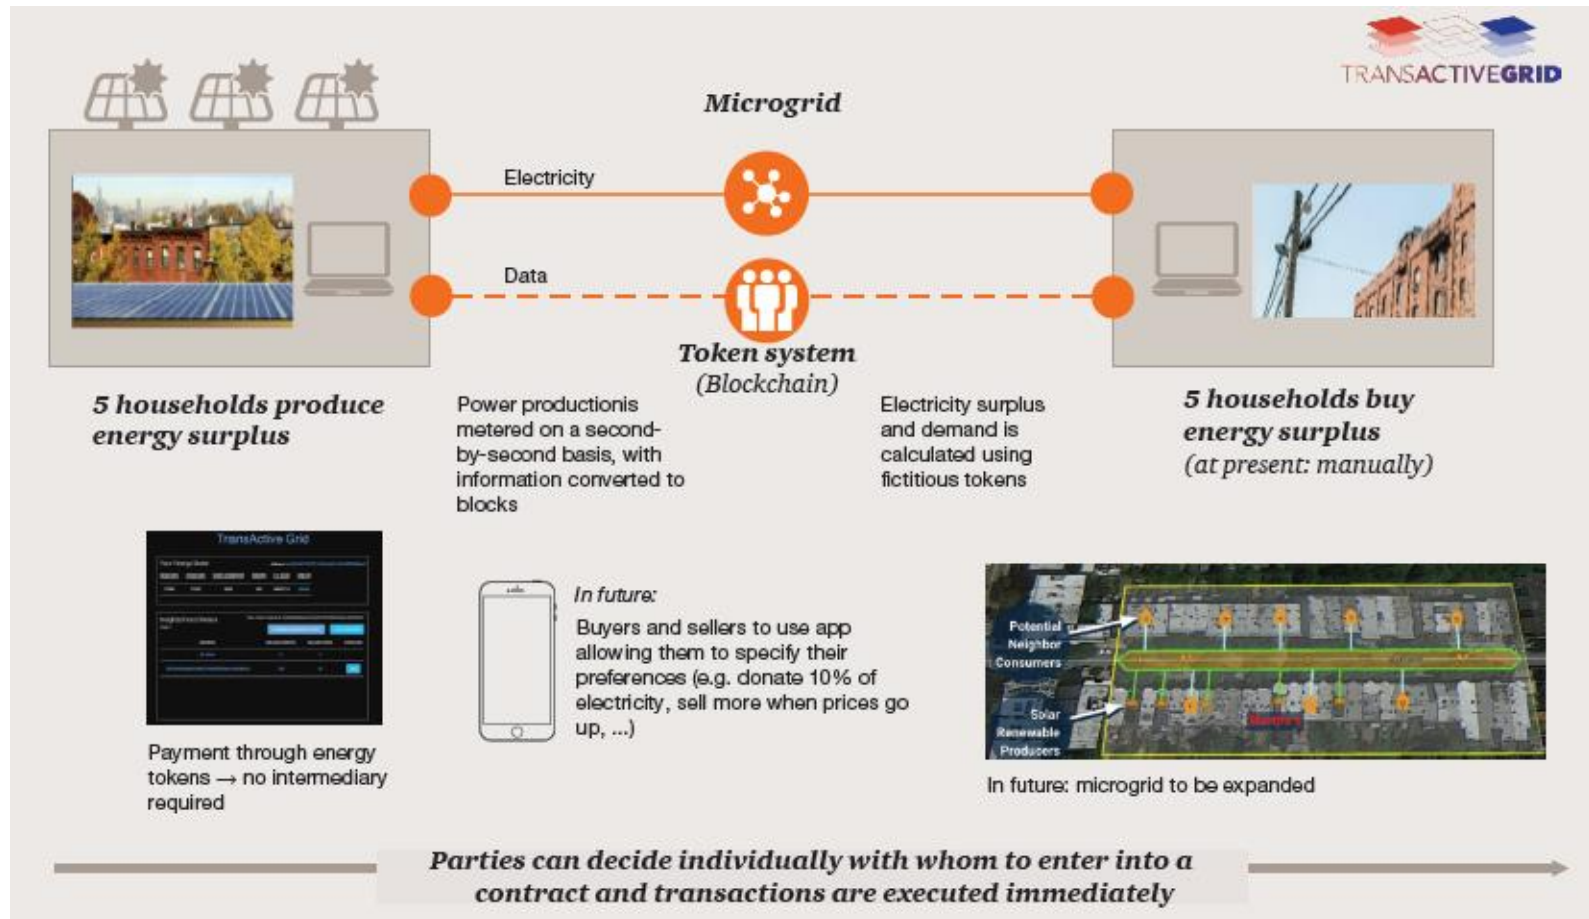 TRANSACTIVEGRID
Microgrid
Electricity
Data
Token system
(Blockchain)
5 households produce
energy surplus
Power productionis
metered on a second-
by-second basis, with
information converted to
blocks
Electricity surplus
and demand is
calculated using
fictitious tokens
5 households buy
energy surplus
(at present: manually)
TransActive Grid
Payment through energy
tokens → no intermediary
required
In future:
Buyers and sellers to use app
allowing them to specify their
preferences (e.g. donate 10% of
electricity, sell more when prices go
up, ...)
Potential
Neighbor
Consumers
Solar
Renewable
Producers
In future: microgrid to be expanded
Parties can decide individually with whom to enter into a
contract and transactions are executed immediately